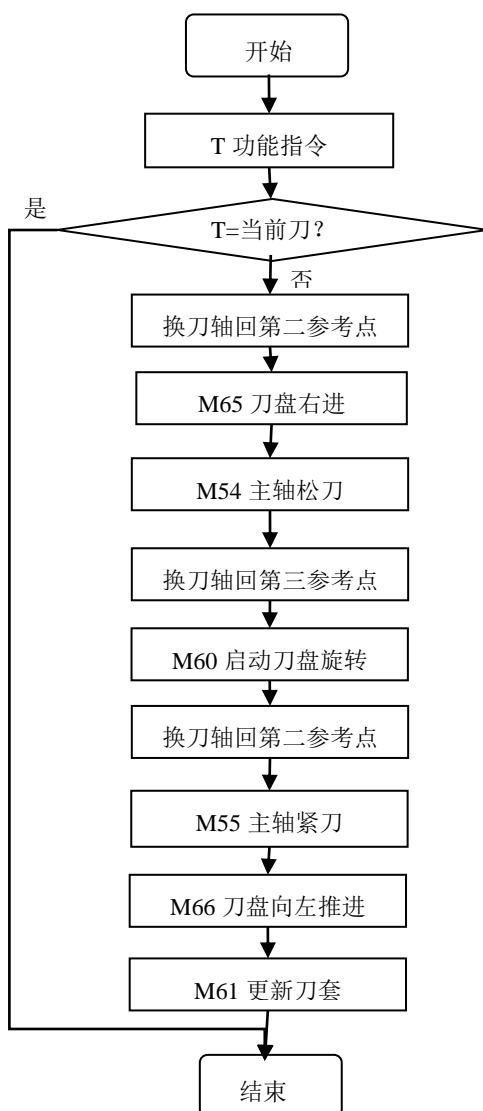 开始
T 功能指令
是
T=当前刀？
否
换刀轴回第二参考点
M65 刀盘右进
M54 主轴松刀
换刀轴回第三参考点
M60 启动刀盘旋转
换刀轴回第二参考点
M55 主轴紧刀
M66 刀盘向左推进
M61 更新刀套
结束